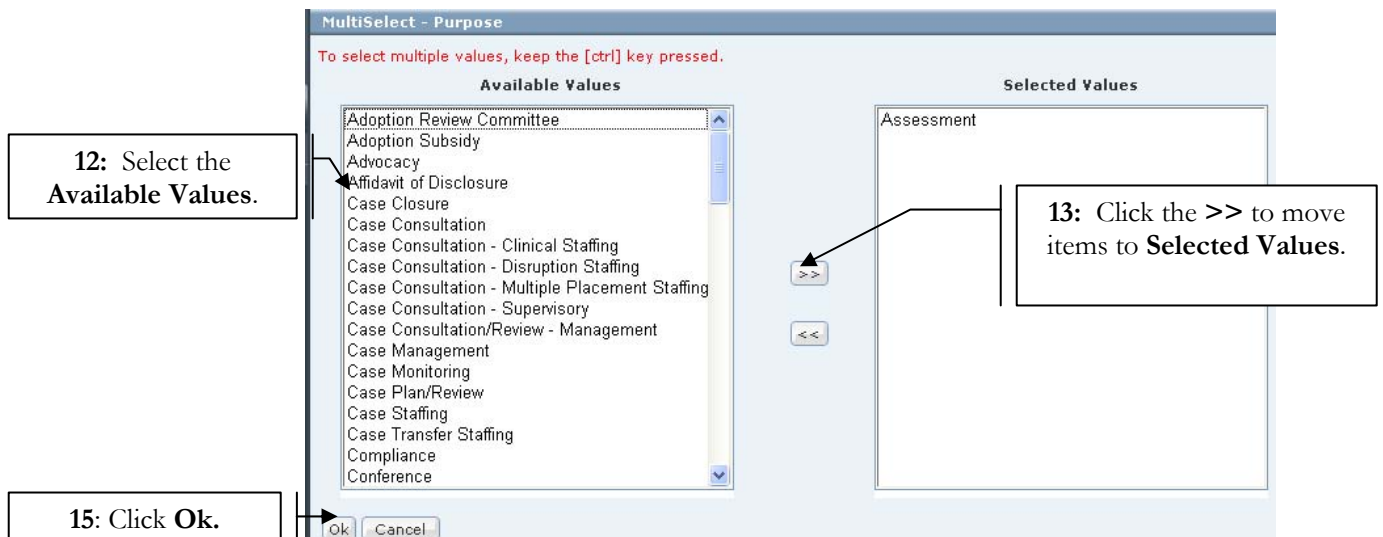 MultiSelect - Purpose
To select multiple values, keep the [ctrl] key pressed.
Available Values
Selected Values
Adoption Review Committee
Adoption Subsidy
Advocacy
Affidavit of Disclosure
Case Closure
Case Consultation
Case Consultation - Clinical Staffing
Case Consultation - Disruption Staffing
Case Consultation - Multiple Placement Staffing
Case Consultation - Supervisory
Case Consultation/Review - Management
Case Management
Case Monitoring
Case Plan/Review
Case Staffing
Case Transfer Staffing
Compliance
Conference
Assessment
>>
<<
12: Select the
Available Values.
13: Click the >> to move
items to Selected Values.
15: Click Ok.
Ok Cancel